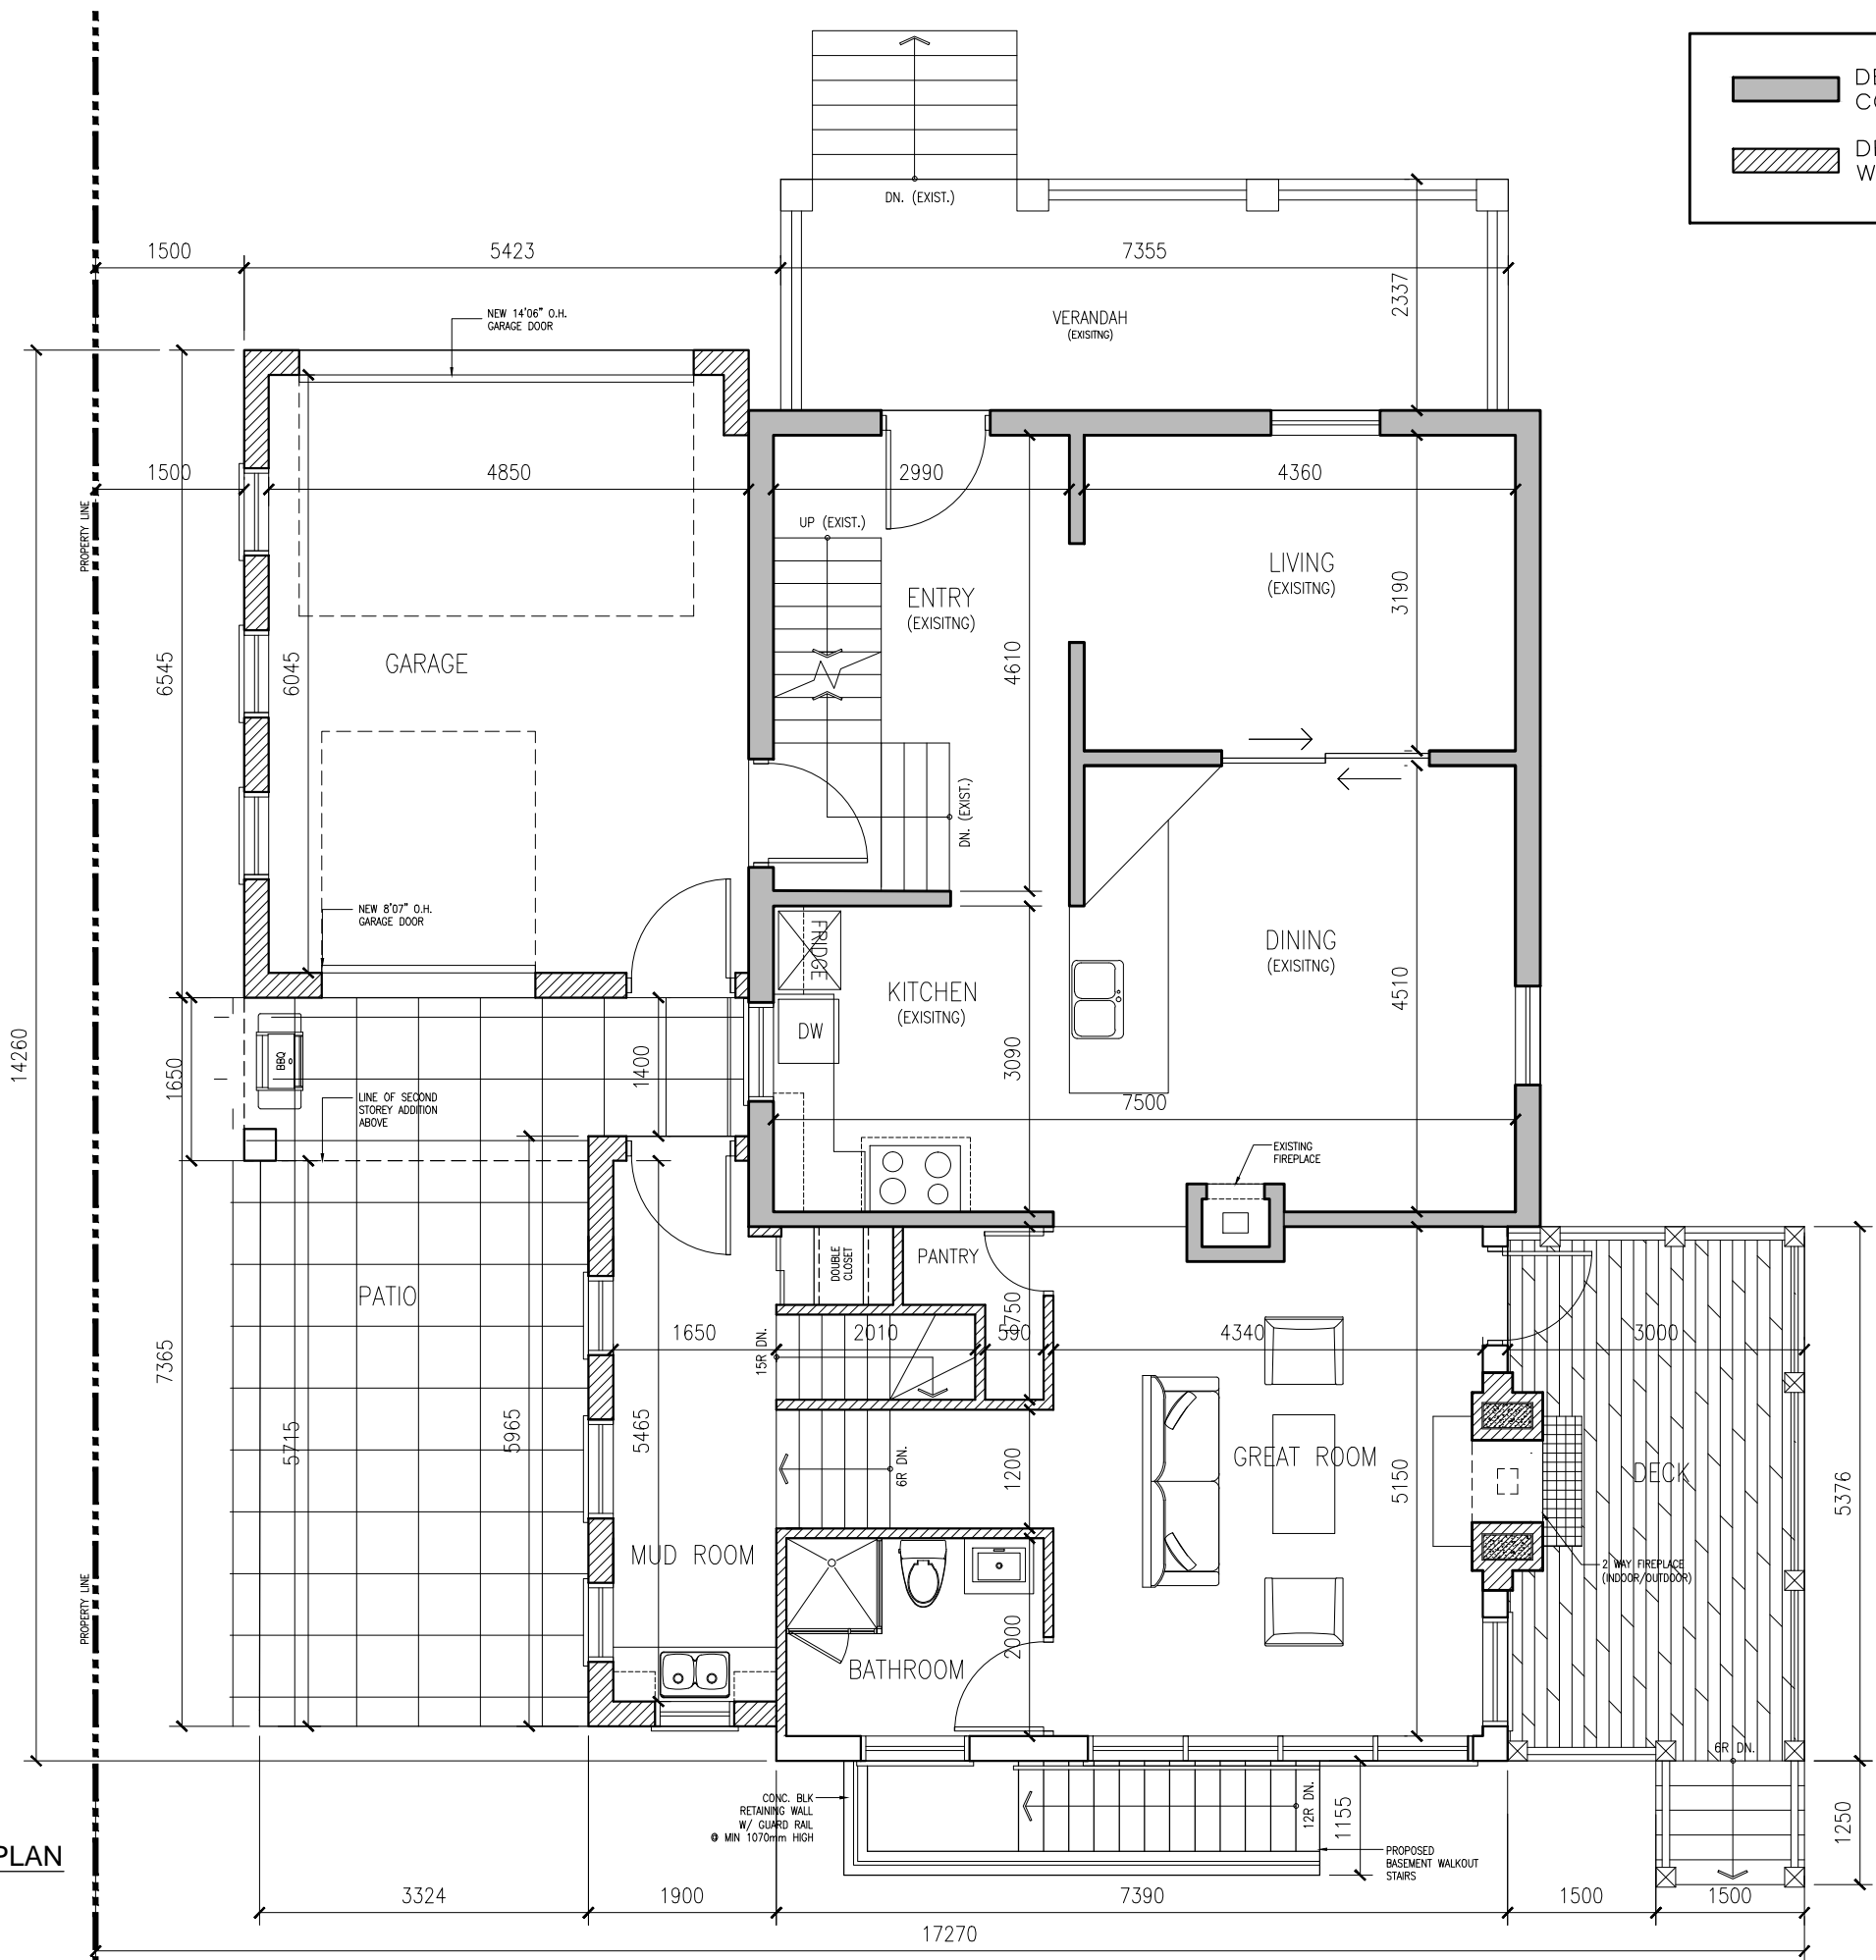 DN. (EXIST.)
1500
5423
7355
2337
VERANDAH
(EXISITNG)
NEW 14'06" O.H.
GARAGE DOOR
1500
4850
2990
4360
PROPERTY LINE
UP (EXIST.)
LIVING
(EXISITNG)
3190
ENTRY
(EXISITNG)
4610
6545
6045
GARAGE
DN. (EXIST.)
NEW 8'07" O.H.
GARAGE DOOR
FRIDGE
DINING
(EXISITNG)
4510
KITCHEN
(EXISITNG)
DW
3090
14260
1650
BBQ
1400
LINE OF SECOND
STOREY ADDITION
ABOVE
7500
EXISTING
FIREPLACE
DOUBLE
CLOSET
PANTRY
PATIO
1750
1650
2010
590
4340
3000
15R DN.
7365
5715
5965
5465
6R DN.
1200
GREAT ROOM
5150
DECK
5376
MUD ROOM
2 WAY FIREPLACE
(INDOOR/OUTDOOR)
PROPERTY LINE
2000
BATHROOM
6R DN.
CONC. BLK
RETAINING WALL
W/ GUARD RAIL
@ MIN 1070mm HIGH
12R DN.
1155
1250
PROPOSED
BASEMENT WALKOUT
STAIRS
PLAN
3324
1900
7390
1500
1500
17270